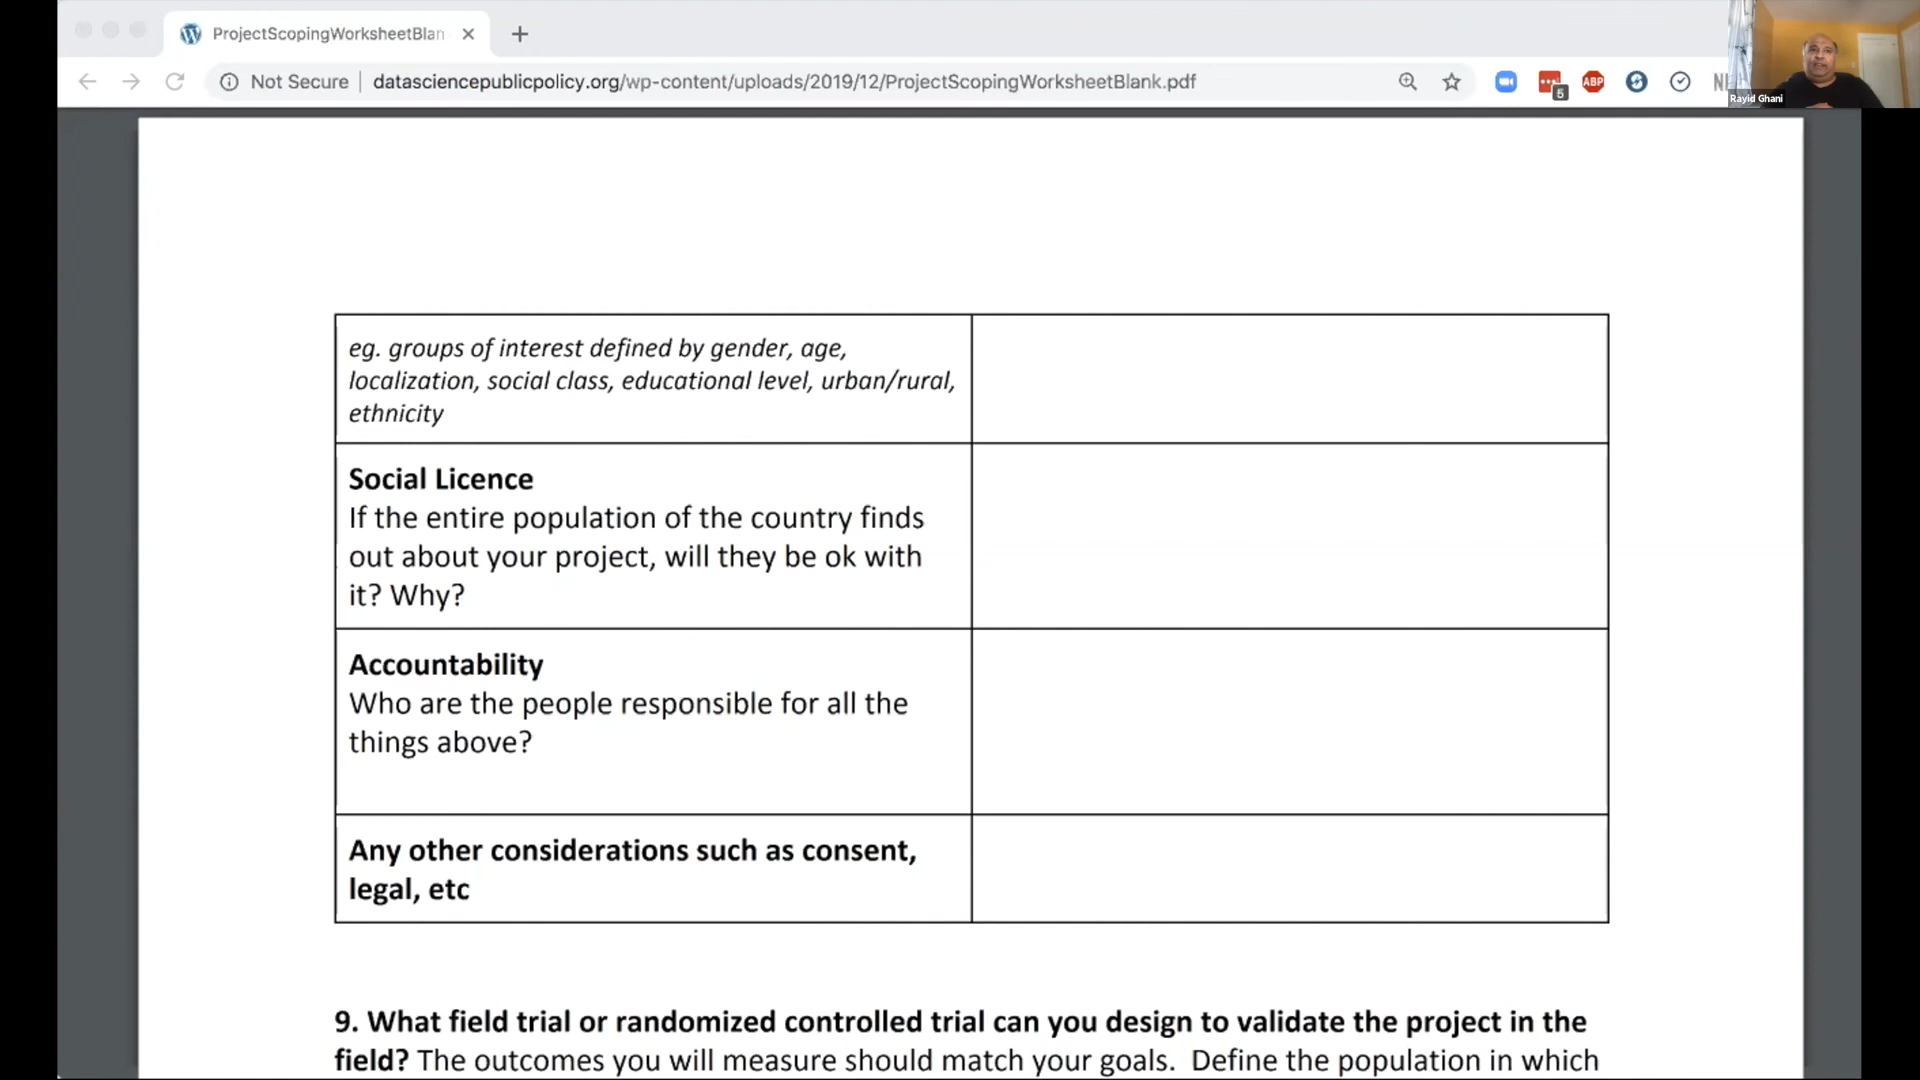 ProjectScopingWorksheetBlan
Not Secure | datasciencepublicpolicy.org/wp-content/uploads/2019/12/ProjectScopingWorksheetBlank.pdf
5
ABP
Rayid Ghani
eg. groups of interest defined by gender, age,
localization, social class, educational level, urban/rural,
ethnicity
Social Licence
If the entire population of the country finds
out about your project, will they be ok with
it? Why?
Accountability
Who are the people responsible for all the
things above?
Any other considerations such as consent,
legal, etc
9. What field trial or randomized controlled trial can you design to validate the project in the
field? The outcomes you will measure should match your goals. Define the population in which